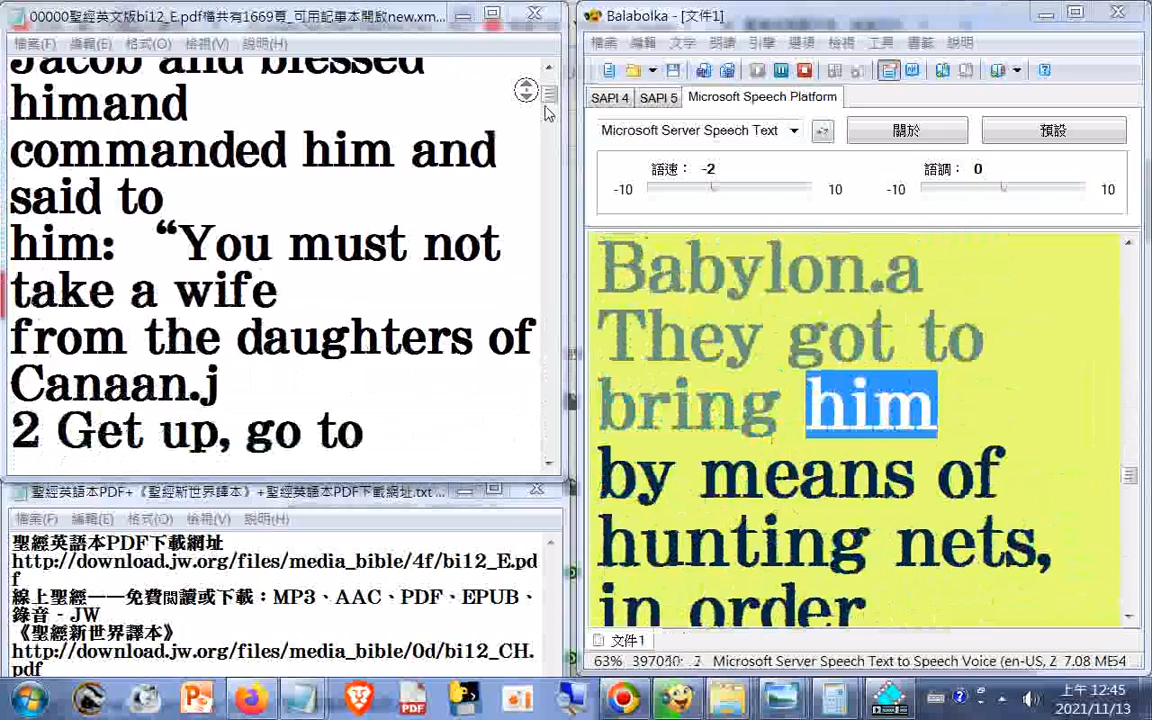 00000聖經英文版bi12_E.pdf檔共有1669頁_可用記事本開啟new.xm...
檔案(F) 編輯(E) 格式(O) 檢視(V) 說明(H)
Jacob and blessed
himand
commanded him and
said to
him: “You must not
take a wife
from the daughters of
Canaan.j
2 Get up, go to
聖經英語本PDF+《聖經新世界譯本》+聖經英語本PDF下載網址.txt ...
檔案(F) 編輯(E) 格式(O) 檢視(V) 說明(H)
聖經英語本PDF下載網址
http://download.jw.org/files/media_bible/4f/bi12_E.pd
f
線上聖經——免費閱讀或下載：MP3、AAC、PDF、EPUB、
錄音 - JW
《聖經新世界譯本》
http://download.jw.org/files/media_bible/0d/bi12_CH.
pdf
Balabolka - [文件1]
檔案 編輯 文字 朗讀 引擎 選項 檢視 工具 書籤 說明
SAPI 4 SAPI 5 Microsoft Speech Platform
Microsoft Server Speech Text 關於 預設
語速： -2 語調： 0
-10 10 -10 10
Babylon.a
They got to
bring him
by means of
hunting nets,
in order
文件1
63% Microsoft Server Speech Text to Speech Voice (en-US, Z 7.08 MB
上午 12:45
2021/11/13